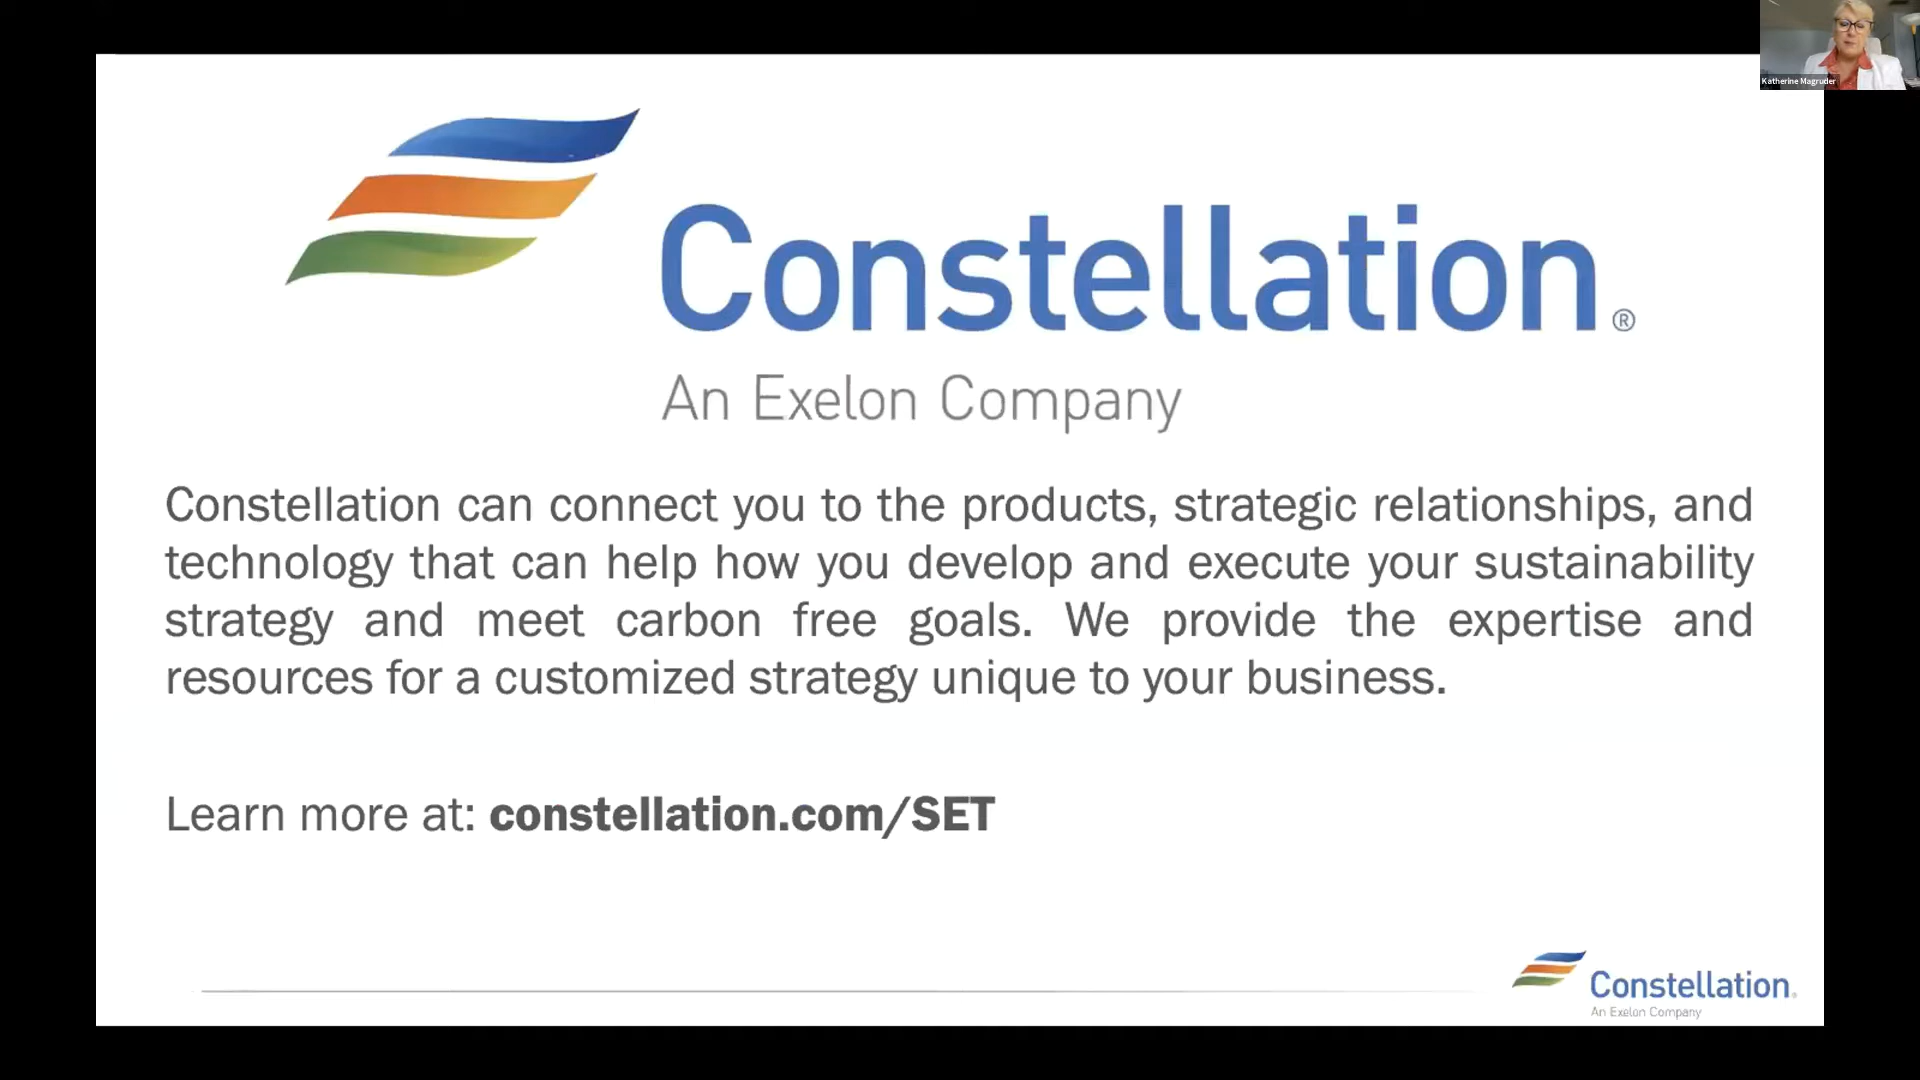 Katherine Magruder
Constellation®
An Exelon Company
Constellation can connect you to the products, strategic relationships, and
technology that can help how you develop and execute your sustainability
strategy and meet carbon free goals. We provide the expertise and
resources for a customized strategy unique to your business.
Learn more at: constellation.com/SET
Constellation®
An Exelon Company